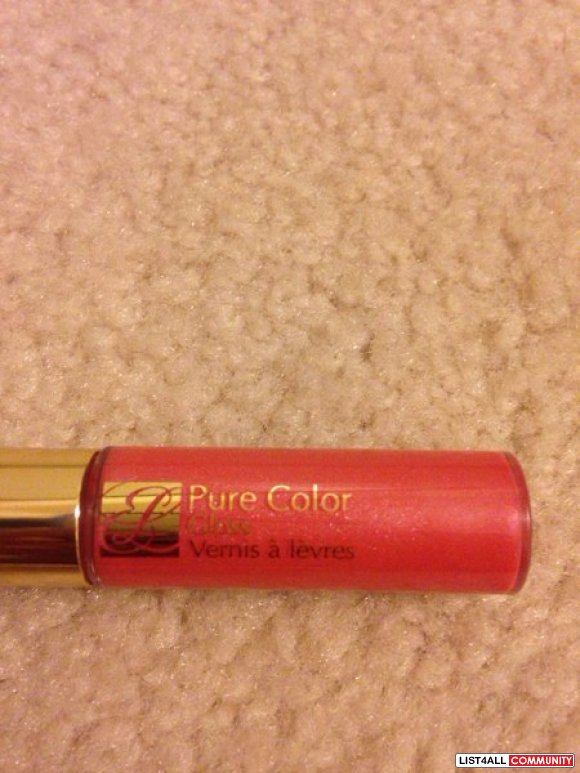 Pure Color
Gloss
Vernis à lèvres
LIST4ALL COMMUNITY